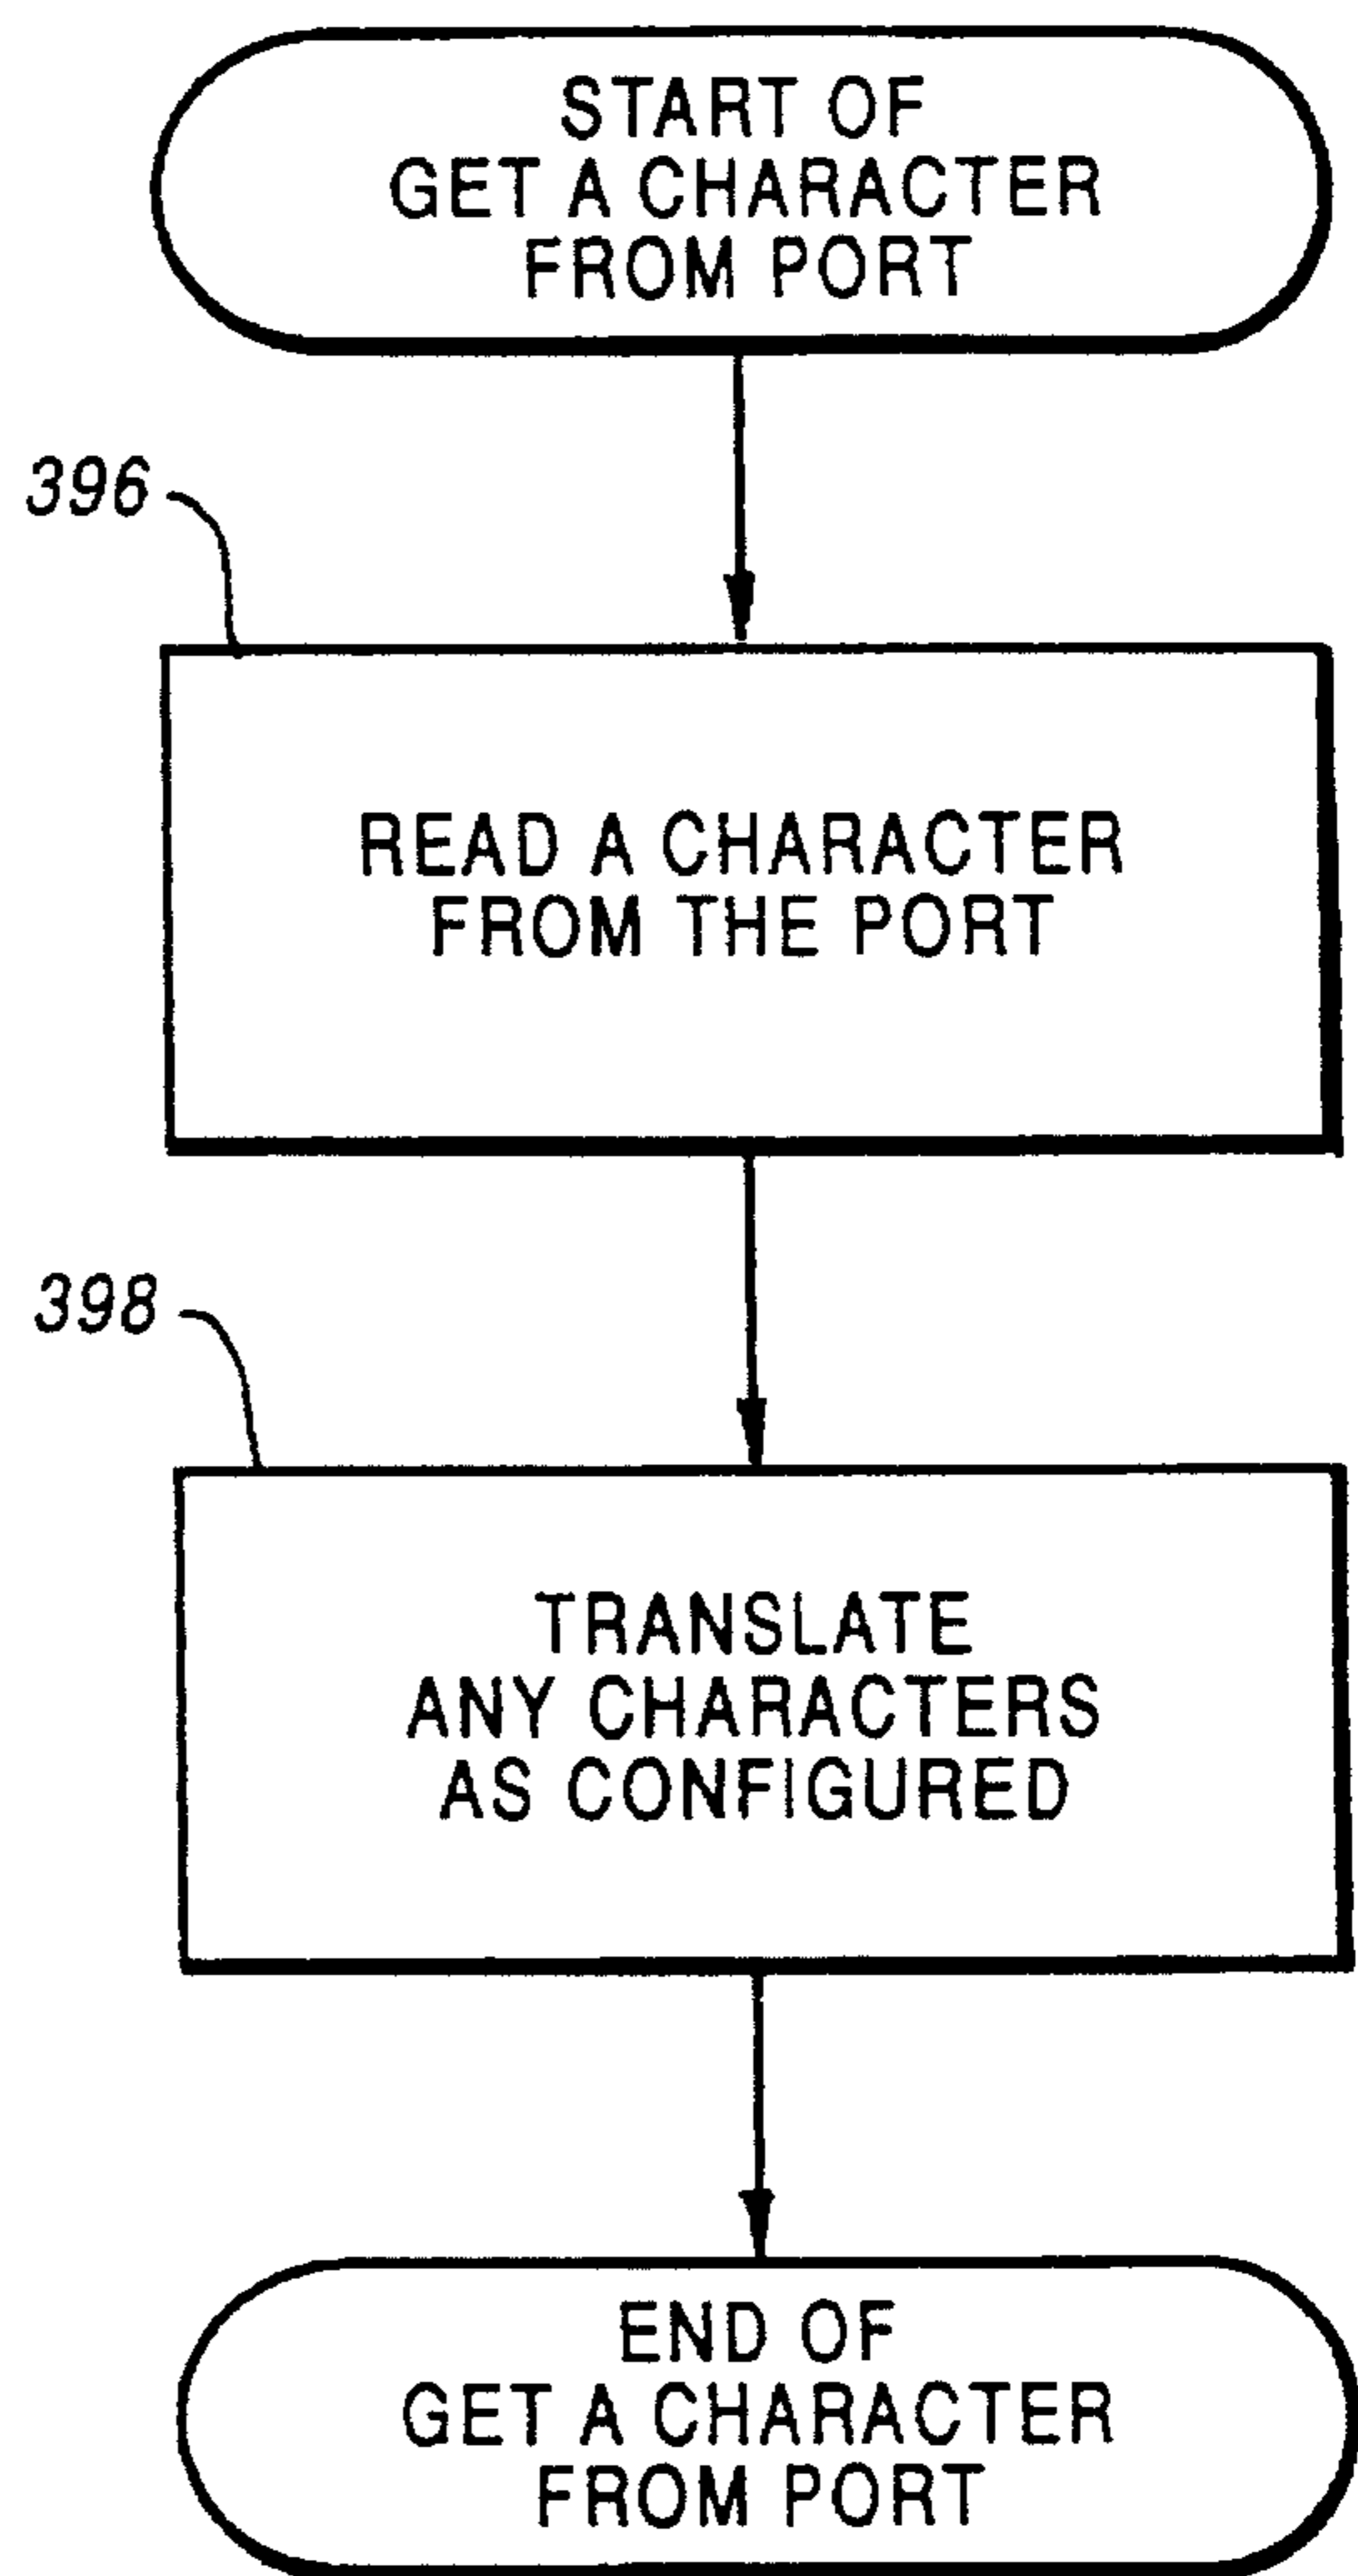 START OF
GET A CHARACTER
FROM PORT
396
READ A CHARACTER
FROM THE PORT
398
TRANSLATE
ANY CHARACTERS
AS CONFIGURED
END OF
GET A CHARACTER
FROM PORT